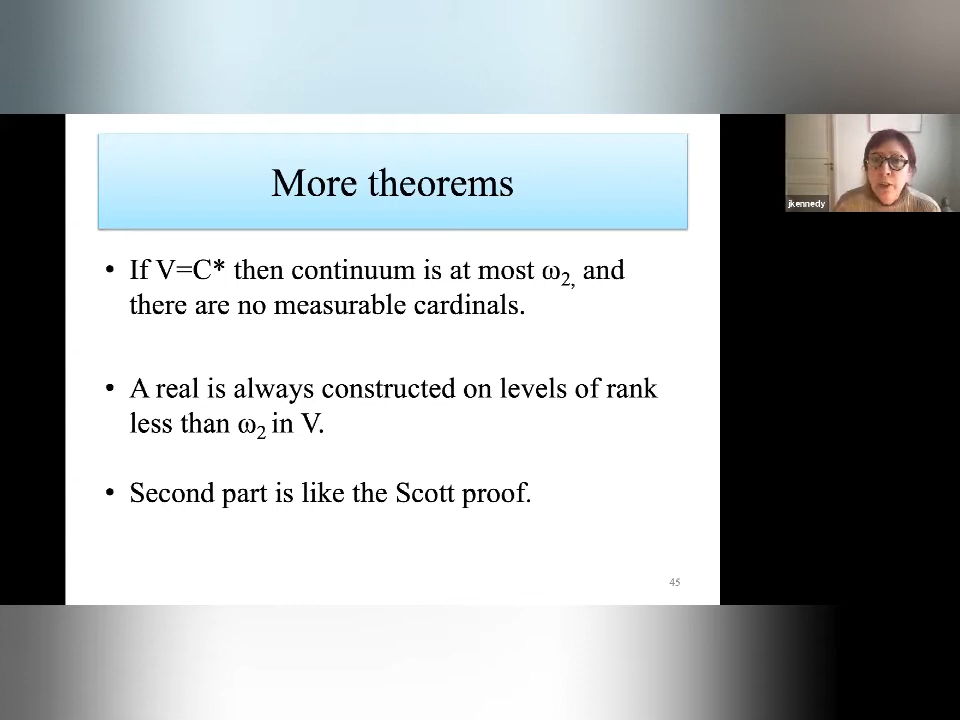 More theorems
jkennedy
• If V=C* then continuum is at most ω₂, and
there are no measurable cardinals.
• A real is always constructed on levels of rank
less than ω₂ in V.
• Second part is like the Scott proof.
45